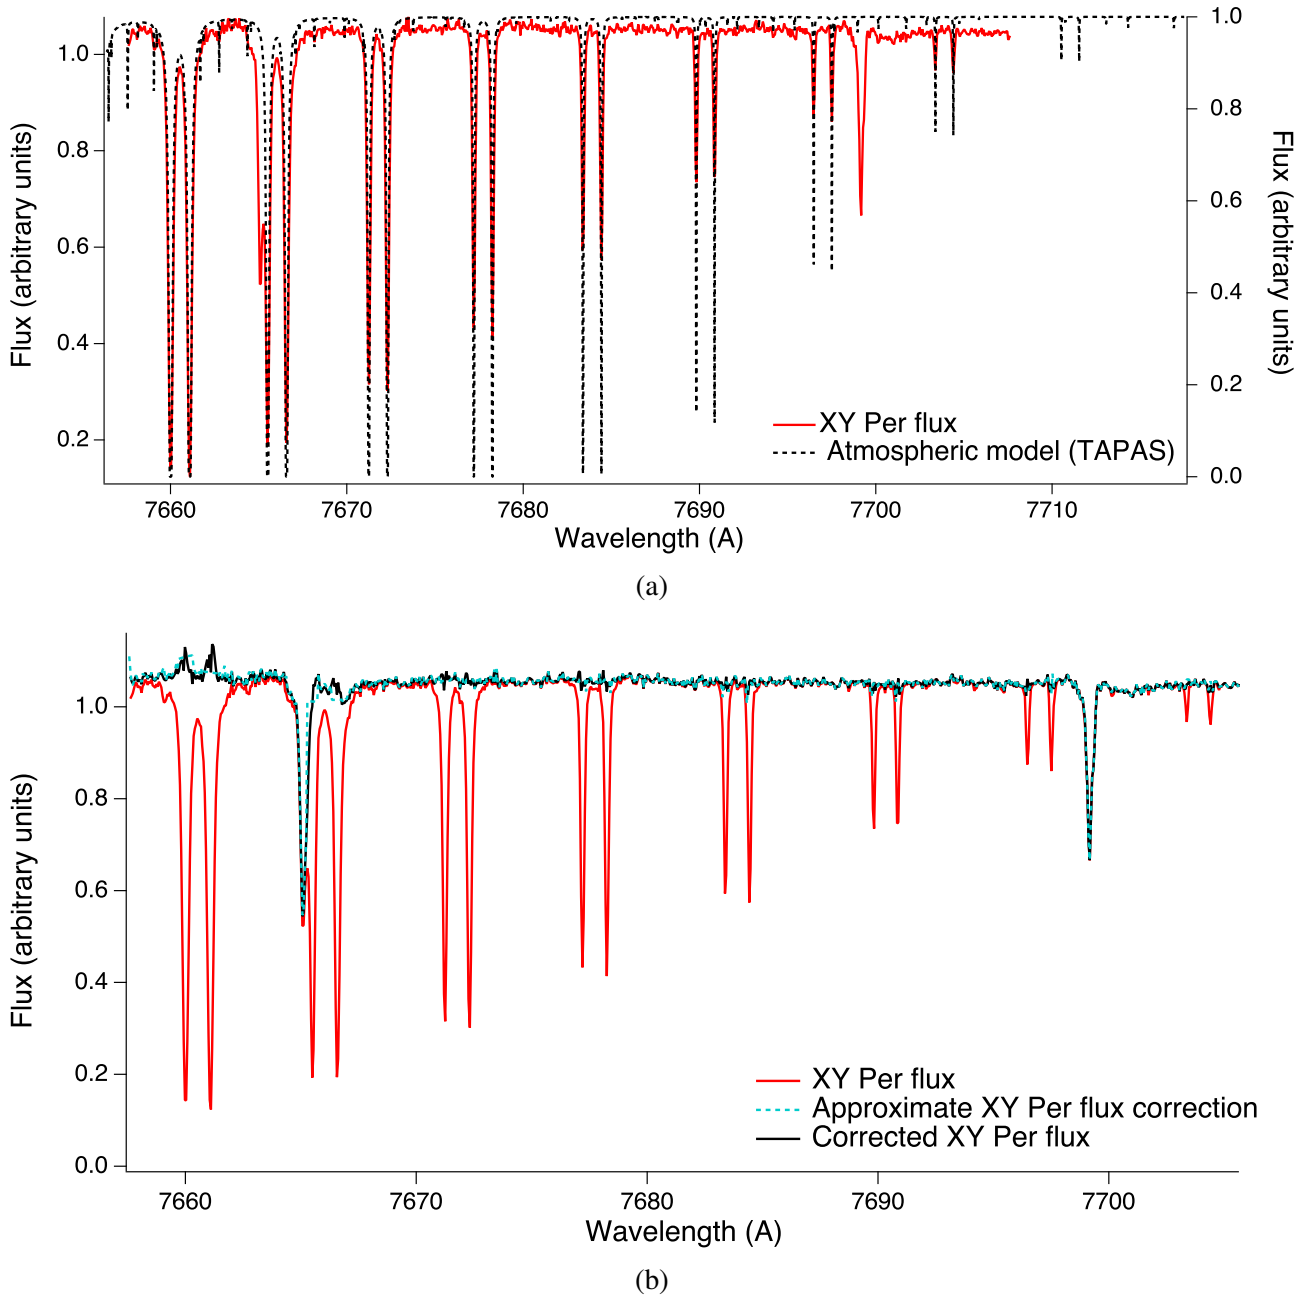 1.0
0.8
0.6
0.4
0.2
Flux (arbitrary units)
1.0
0.8
0.6
0.4
0.2
0.0
Flux (arbitrary units)
XY Per flux
Atmospheric model (TAPAS)
7660 7670 7680 7690 7700 7710
Wavelength (A)
(a)
1.0
0.8
0.6
0.4
0.2
0.0
Flux (arbitrary units)
XY Per flux
Approximate XY Per flux correction
Corrected XY Per flux
7660 7670 7680 7690 7700
Wavelength (A)
(b)